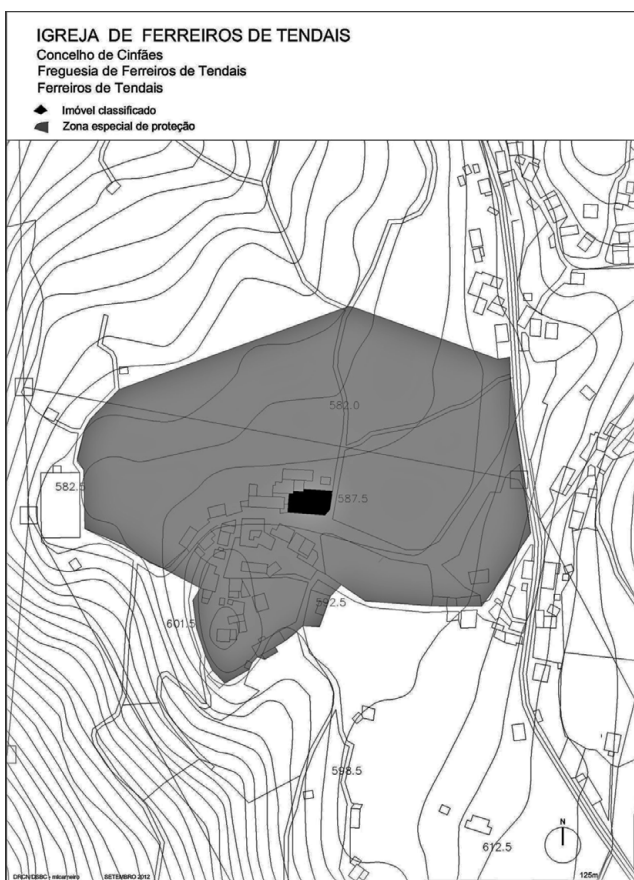 IGREJA DE FERREIROS DE TENDAIS
Concelho de Cinfães
Freguesia de Ferreiros de Tendais
Ferreiros de Tendais
Imóvel classificado
Zona especial de proteção
582.0
582.5
587.5
592.5
601.5
598.5
612.5
N
SETEMBRO 2012
125m